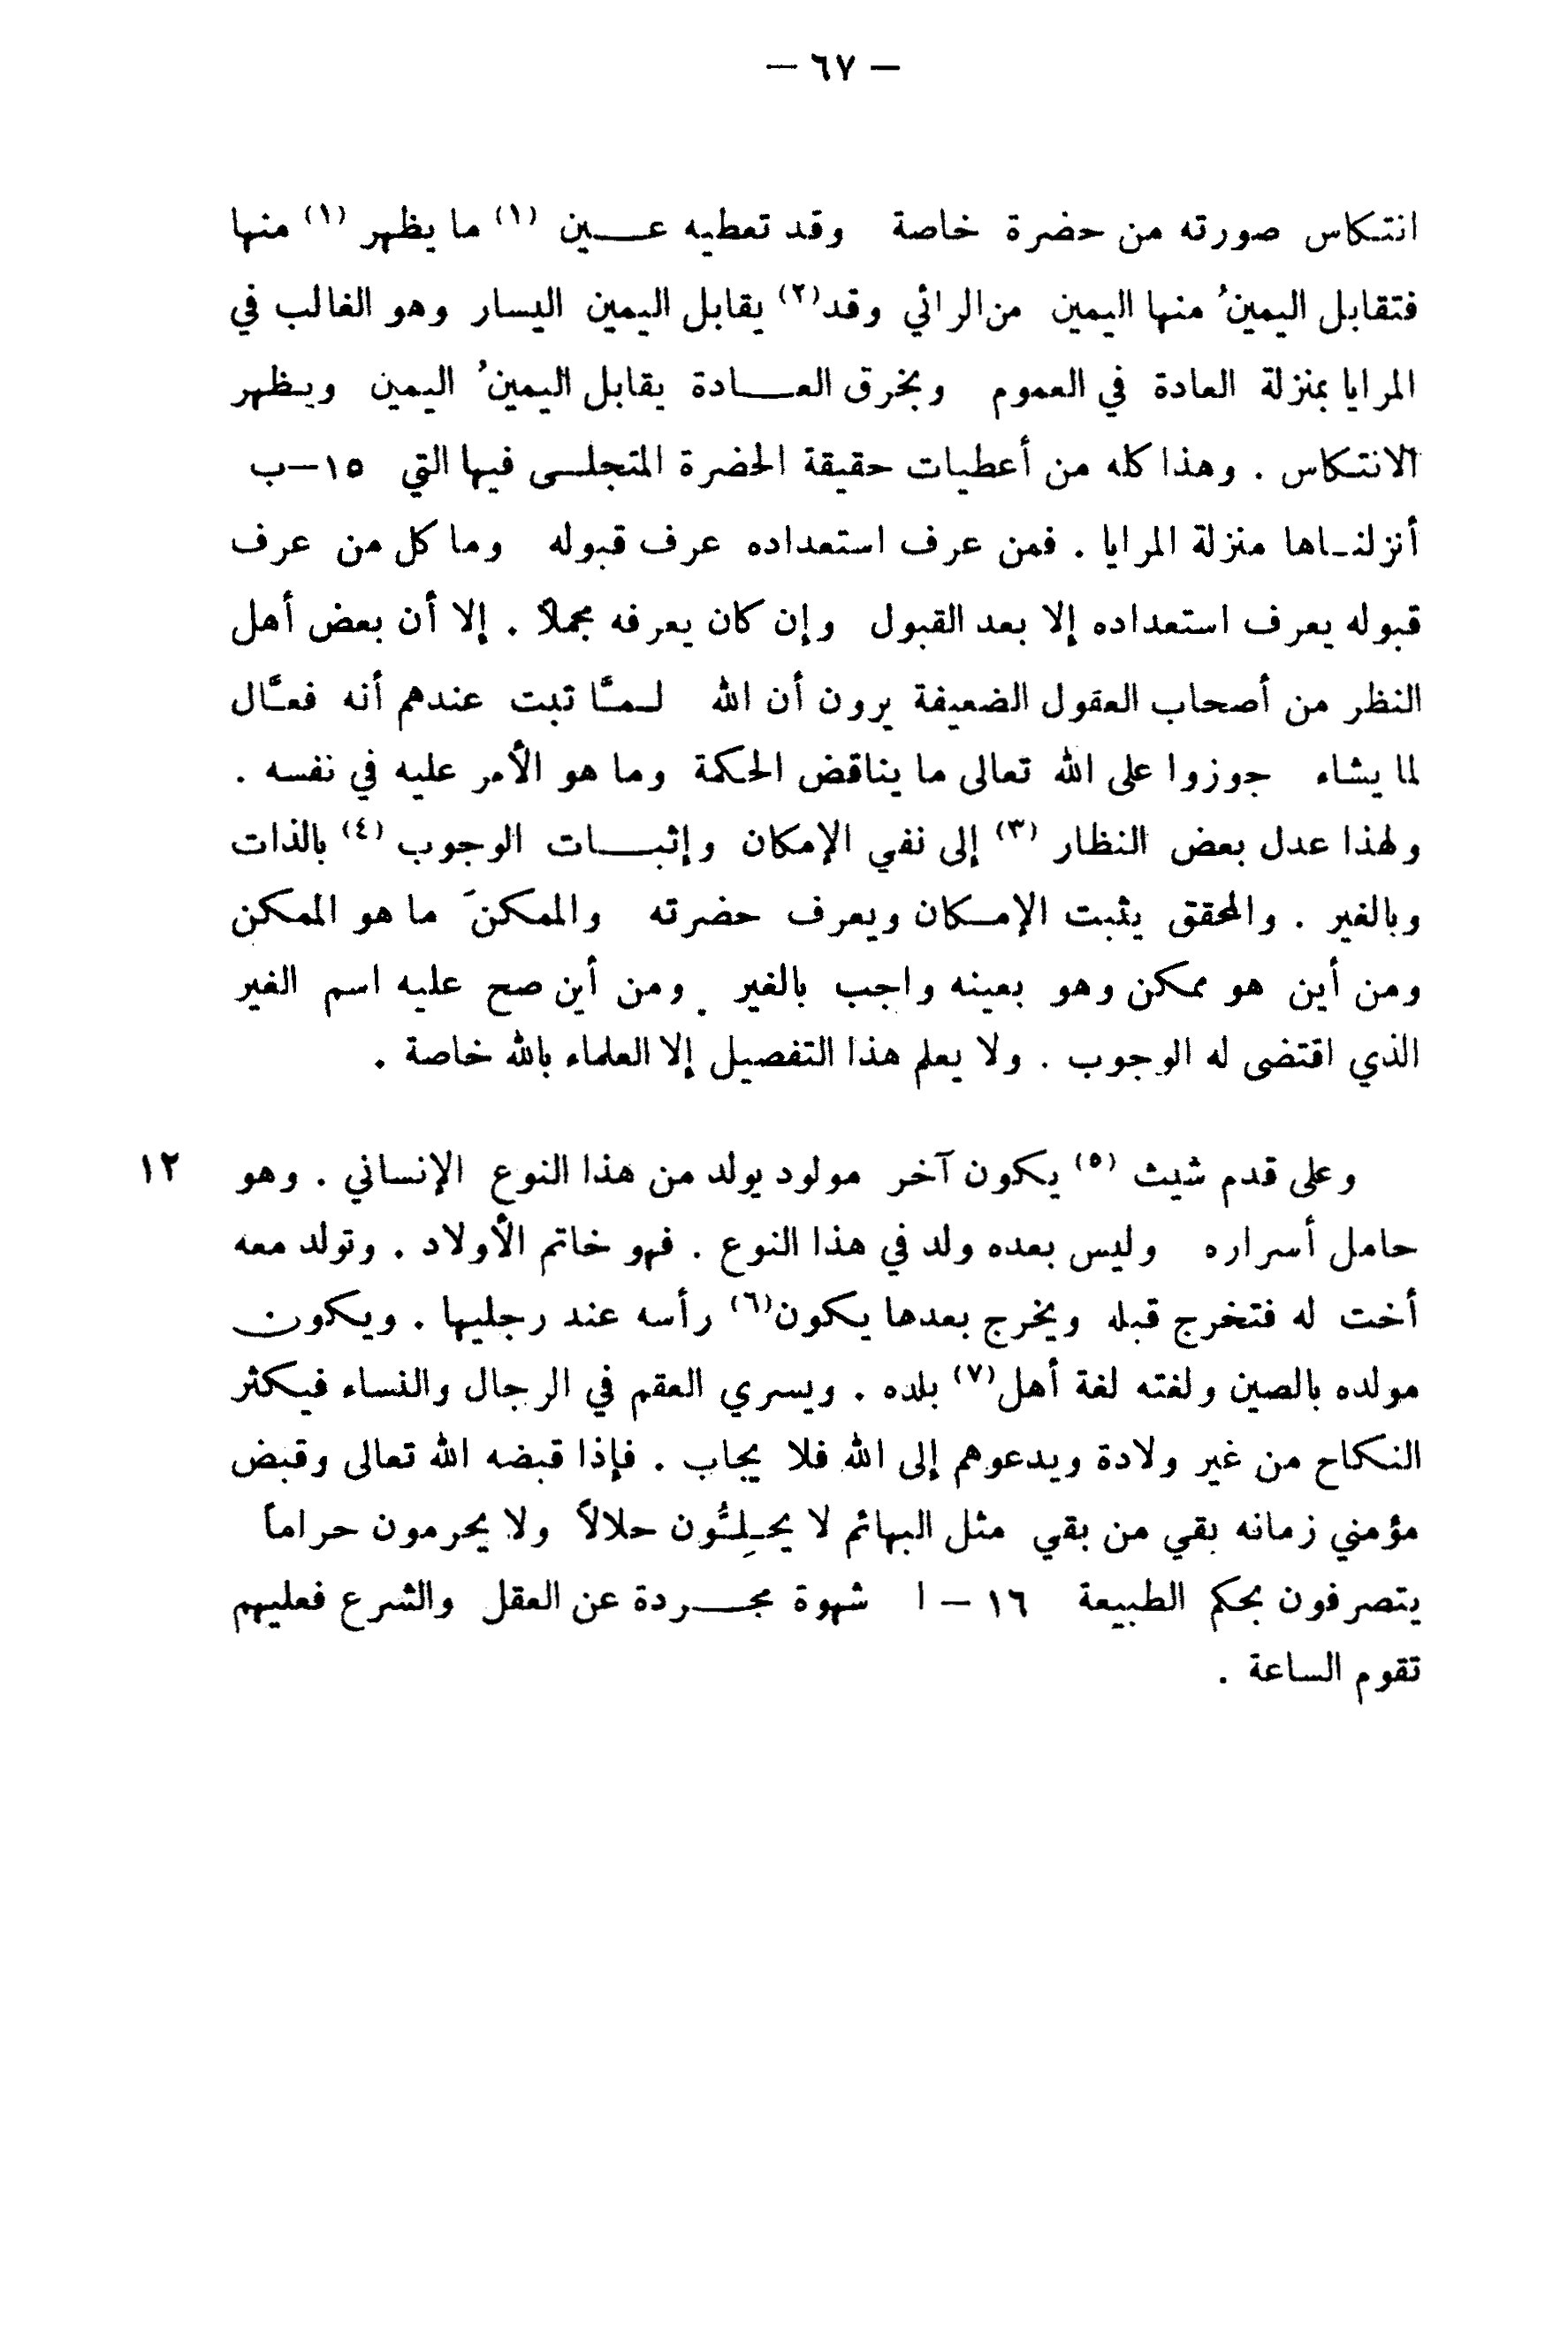 — ٦٧ —
انتكاس صورته من حضرة خاصة وقد تعطيه عين (١) ما يظهر (١) منها
فتقابل اليمينُ منها اليمين من الرائي وقد(٢) يقابل اليمين اليسار وهو الغالب في
المرايا بمنزلة العادة في العموم وبخرق العادة يقابل اليمينُ اليمين ويظهر
الانتكاس . وهذا كله من أعطيات حقيقة الحضرة المتجلى فيها التي ١٥–ب
أنزلناها منزلة المرايا . فمن عرف استعداده عرف قبوله وما كل من عرف
قبوله يعرف استعداده إلا بعد القبول وإن كان يعرفه مجملاً . إلا أن بعض أهل
النظر من أصحاب العقول الضعيفة يرون أن الله لـمَّا ثبت عندهم أنه فعَّال
لما يشاء جوزوا على الله تعالى ما يناقض الحكمة وما هو الأمر عليه في نفسه .
ولهذا عدل بعض النظار (٣) إلى نفي الإمكان وإثبات الوجوب (٤) بالذات
وبالغير . والمحقق يثبت الإمكان ويعرف حضرته والممكنَ ما هو الممكن
ومن أين هو ممكن وهو بعينه واجب بالغير . ومن أين صح عليه اسم الغير
الذي اقتضى له الوجوب . ولا يعلم هذا التفصيل إلا العلماء بالله خاصة .
وعلى قدم شيث (٥) يكون آخر مولود يولد من هذا النوع الإنساني . وهو ١٢
حامل أسراره وليس بعده ولد في هذا النوع . فهو خاتم الأولاد . وتولد معه
أخت له فتخرج قبله ويخرج بعدها يكون(٦) رأسه عند رجليها . ويكون
مولده بالصين ولغته لغة أهل(٧) بلده . ويسري العقم في الرجال والنساء فيكثر
النكاح من غير ولادة ويدعوهم إلى الله فلا يجاب . فإذا قبضه الله تعالى وقبض
مؤمني زمانه بقي من بقي مثل البهائم لا يحِلُّون حلالاً ولا يحرمون حراماً
يتصرفون بحكم الطبيعة ١٦ – ا شهوة مجردة عن العقل والشرع فعليهم
تقوم الساعة .